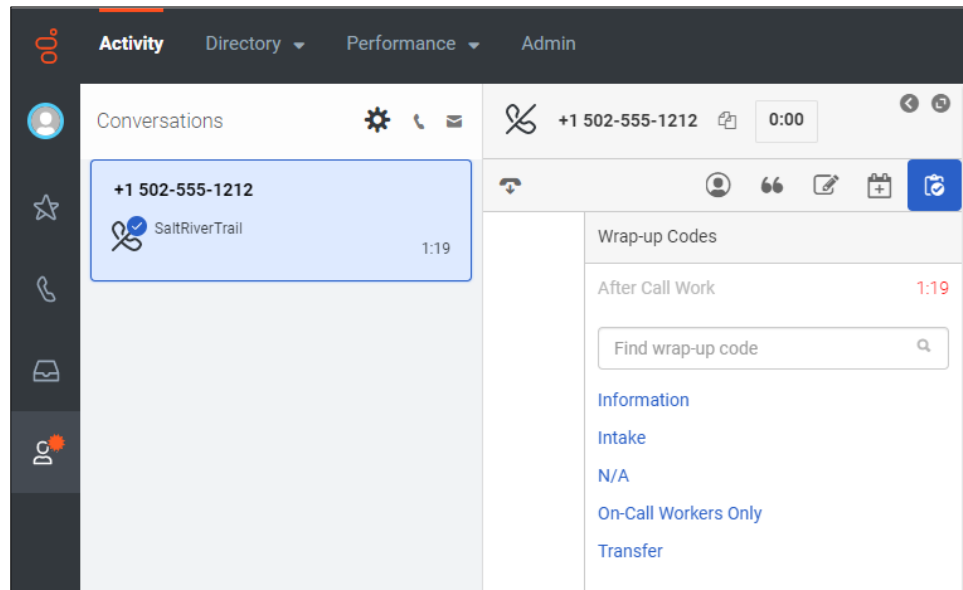 Activity Directory Performance Admin
Conversations
+1 502-555-1212 0:00
+1 502-555-1212
SaltRiverTrail
1:19
Wrap-up Codes
After Call Work 1:19
Find wrap-up code
Information
Intake
N/A
On-Call Workers Only
Transfer